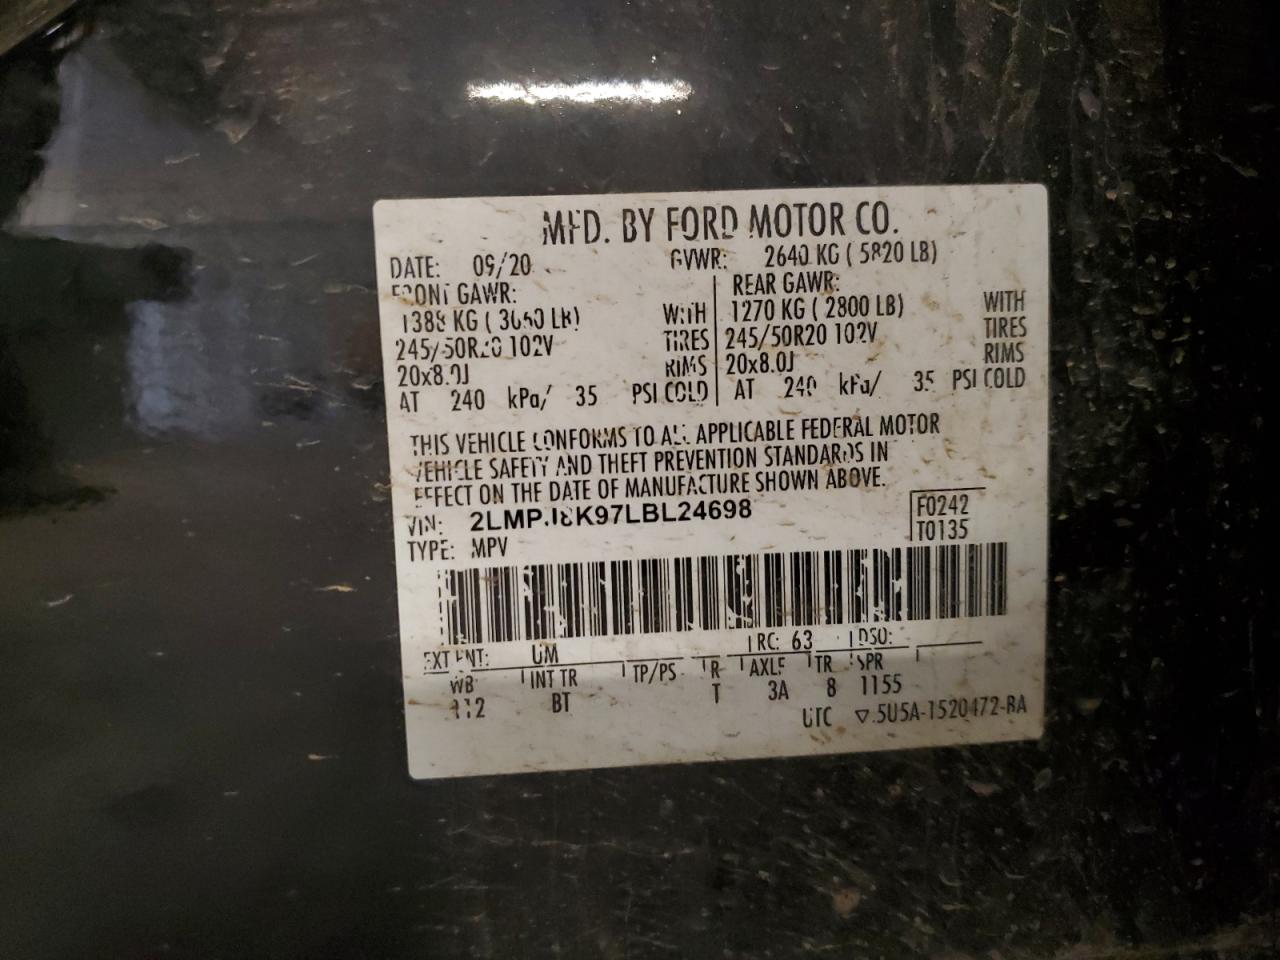 MFD. BY FORD MOTOR CO.
DATE: 09/20 GVWR: 2640 KG ( 5820 LB)
FRONT GAWR: REAR GAWR:
1388 KG ( 3060 LB) WITH 1270 KG ( 2800 LB) WITH
245/50R20 102V TIRES 245/50R20 102V TIRES
20x8.0J RIMS 20x8.0J RIMS
AT 240 kPa/ 35 PSI COLD AT 240 kPa/ 35 PSI COLD
THIS VEHICLE CONFORMS TO ALL APPLICABLE FEDERAL MOTOR
VEHICLE SAFETY AND THEFT PREVENTION STANDARDS IN
EFFECT ON THE DATE OF MANUFACTURE SHOWN ABOVE.
VIN: 2LMPJ8K97LBL24698 F0242
TYPE: MPV T0135
EXT PNT: UM RC: 63 DSO:
WB INT TR TP/PS R AXLE TR SPR
112 BT T 3A 8 1155
UTC 5U5A-1520472-BA